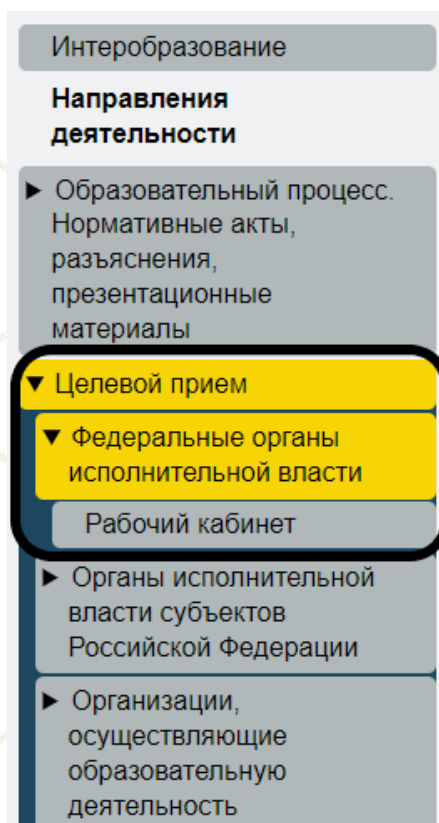 Интеробразование
Направления
деятельности
► Образовательный процесс.
Нормативные акты,
разъяснения,
презентационные
материалы
▼ Целевой прием
▼ Федеральные органы
исполнительной власти
Рабочий кабинет
► Органы исполнительной
власти субъектов
Российской Федерации
► Организации,
осуществляющие
образовательную
деятельность